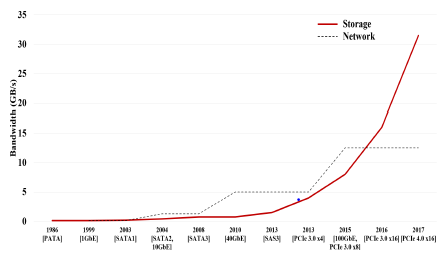 35
30
25
20
15
10
5
0
Bandwidth (GB/s)
Storage
Network
1986 1999 2003 2004 2008 2010 2013 2013 2015 2016 2017
[PATA] [1GbE] [SATA1] [SATA2, [SATA3] [40GbE] [SAS3] [PCIe 3.0 x4] [100GbE, [PCIe 3.0 x16] [PCIe 4.0 x16]
10GbE] PCIe 3.0 x8]